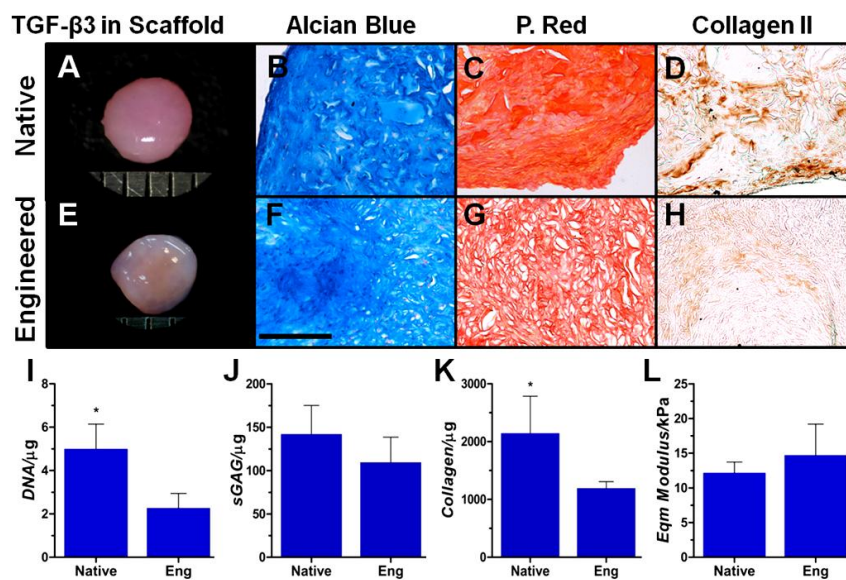 TGF-β3 in Scaffold Alcian Blue P. Red Collagen II
Native
A B C D
Engineered
E F G H
I J K L
DNA/μg
8
6
4
2
0
*
Native Eng
sGAG/μg
200
150
100
50
0
Native Eng
Collagen/μg
3000
2000
1000
0
*
Native Eng
Eqm Modulus/kPa
25
20
15
10
5
0
Native Eng